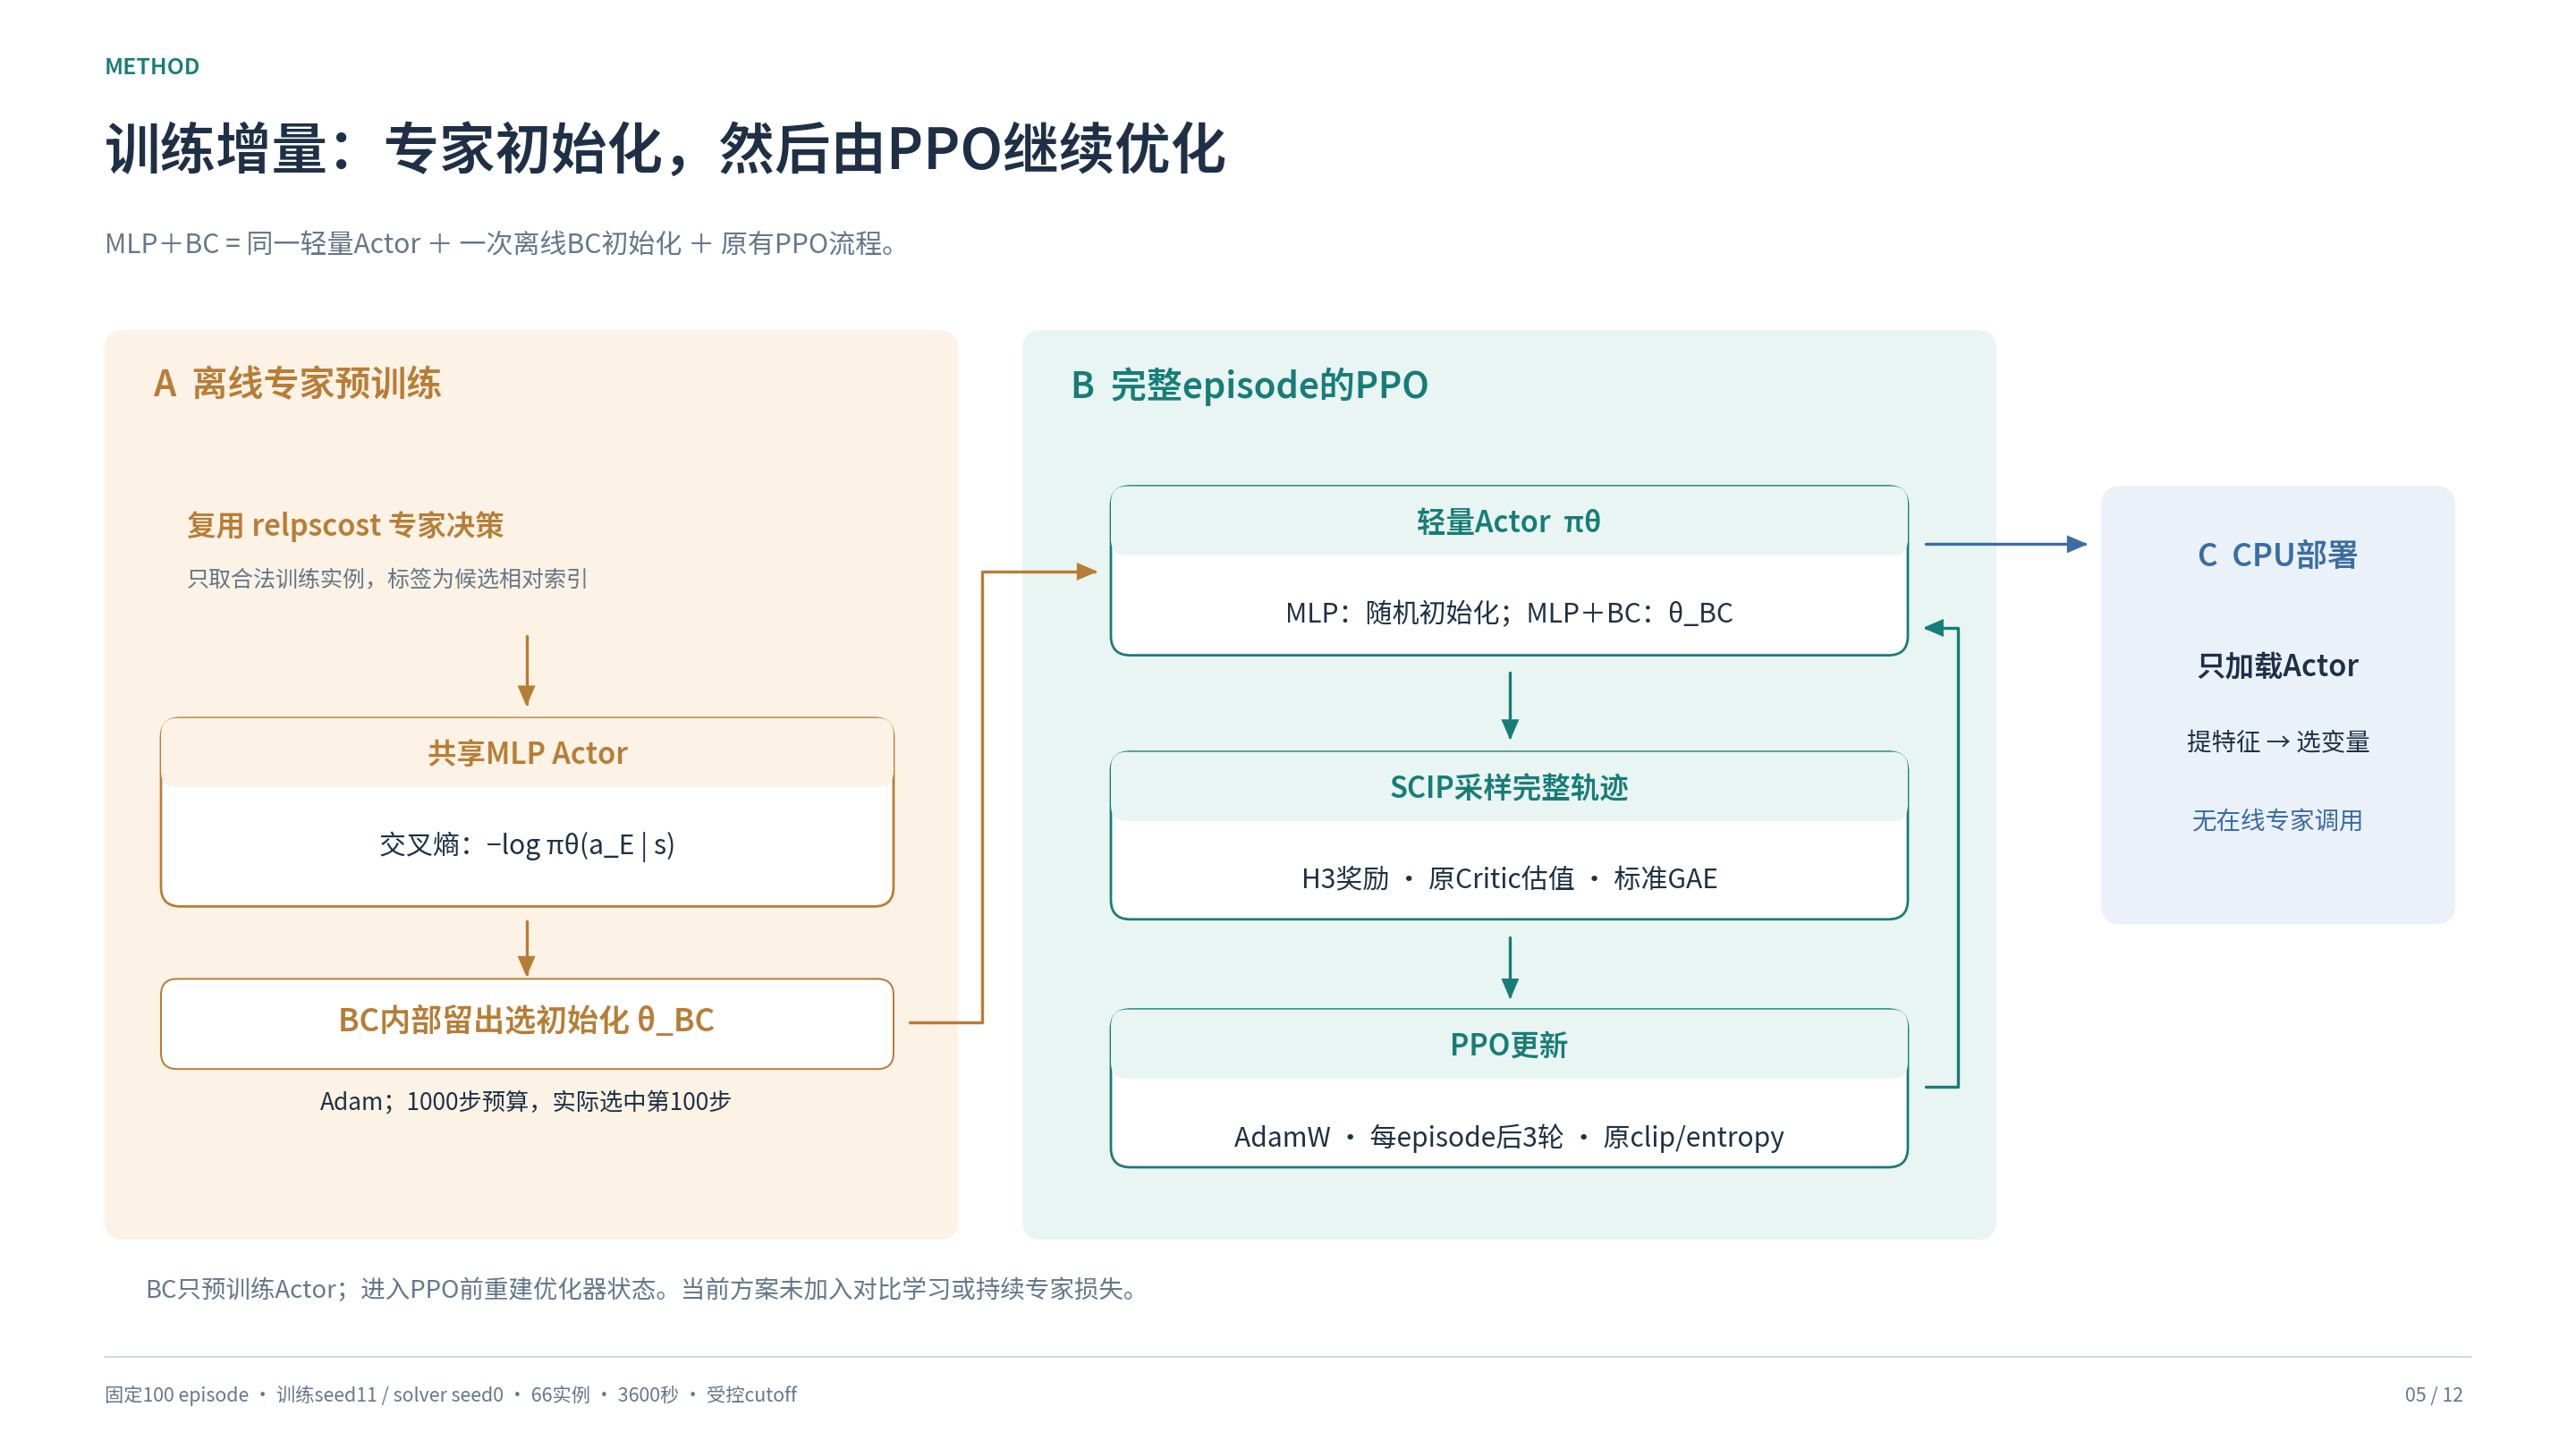 METHOD
训练增量：专家初始化，然后由PPO继续优化
MLP＋BC = 同一轻量Actor ＋ 一次离线BC初始化 ＋ 原有PPO流程。
A 离线专家预训练
复用 relpscost 专家决策
只取合法训练实例，标签为候选相对索引
共享MLP Actor
交叉熵：−log πθ(a_E | s)
BC内部留出选初始化 θ_BC
Adam；1000步预算，实际选中第100步
B 完整episode的PPO
轻量Actor πθ
MLP：随机初始化；MLP＋BC：θ_BC
SCIP采样完整轨迹
H3奖励 · 原Critic估值 · 标准GAE
PPO更新
AdamW · 每episode后3轮 · 原clip/entropy
C CPU部署
只加载Actor
提特征 → 选变量
无在线专家调用
BC只预训练Actor；进入PPO前重建优化器状态。当前方案未加入对比学习或持续专家损失。
固定100 episode · 训练seed11 / solver seed0 · 66实例 · 3600秒 · 受控cutoff
05 / 12